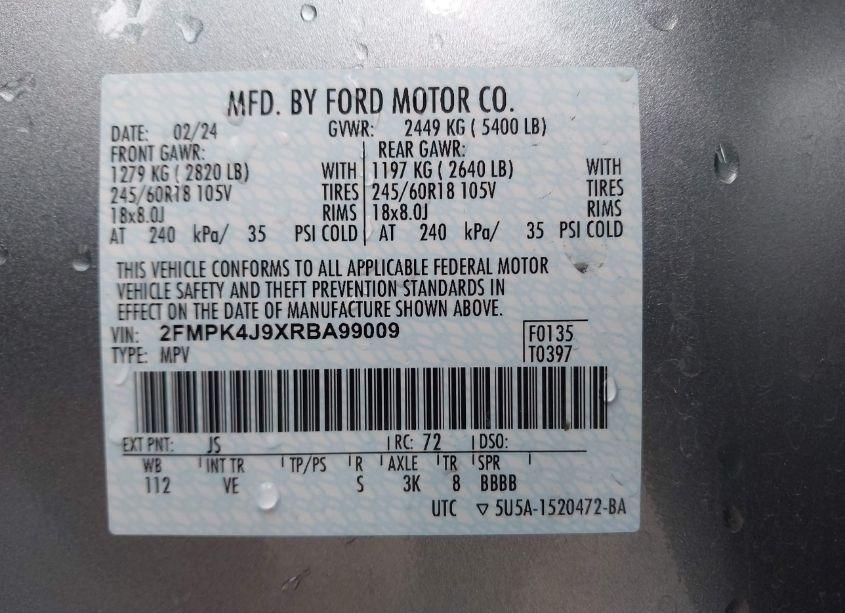 MFD. BY FORD MOTOR CO.
DATE: 02/24 GVWR: 2449 KG ( 5400 LB)
FRONT GAWR: REAR GAWR:
1279 KG ( 2820 LB) WITH 1197 KG ( 2640 LB) WITH
245/60R18 105V TIRES 245/60R18 105V TIRES
18x8.0J RIMS 18x8.0J RIMS
AT 240 kPa/ 35 PSI COLD AT 240 kPa/ 35 PSI COLD
THIS VEHICLE CONFORMS TO ALL APPLICABLE FEDERAL MOTOR
VEHICLE SAFETY AND THEFT PREVENTION STANDARDS IN
EFFECT ON THE DATE OF MANUFACTURE SHOWN ABOVE.
VIN: 2FMPK4J9XRBA99009 F0135
TYPE: MPV T0397
EXT PNT: JS RC: 72 DSO:
WB INT TR TP/PS R AXLE TR SPR
112 VE S 3K 8 BBBB
UTC ▽ 5U5A-1520472-BA